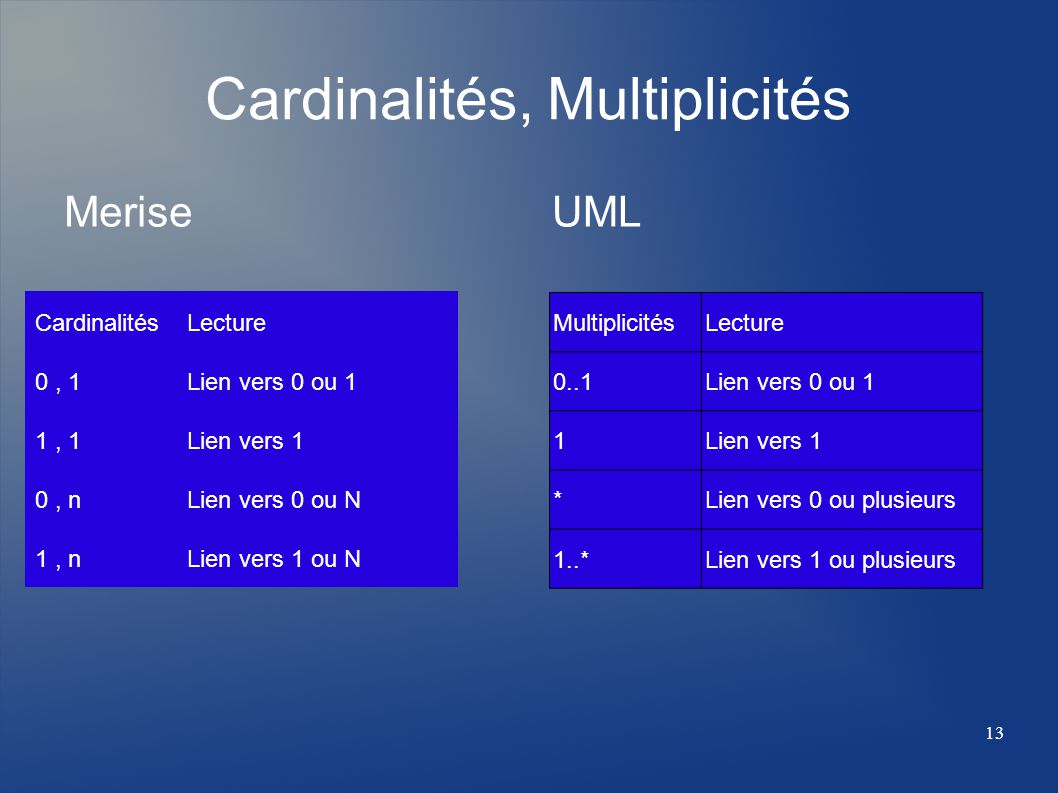 Cardinalités, Multiplicités
Merise
UML
Cardinalités Lecture
0 , 1 Lien vers 0 ou 1
1 , 1 Lien vers 1
0 , n Lien vers 0 ou N
1 , n Lien vers 1 ou N
Multiplicités Lecture
0..1 Lien vers 0 ou 1
1 Lien vers 1
* Lien vers 0 ou plusieurs
1..* Lien vers 1 ou plusieurs
13